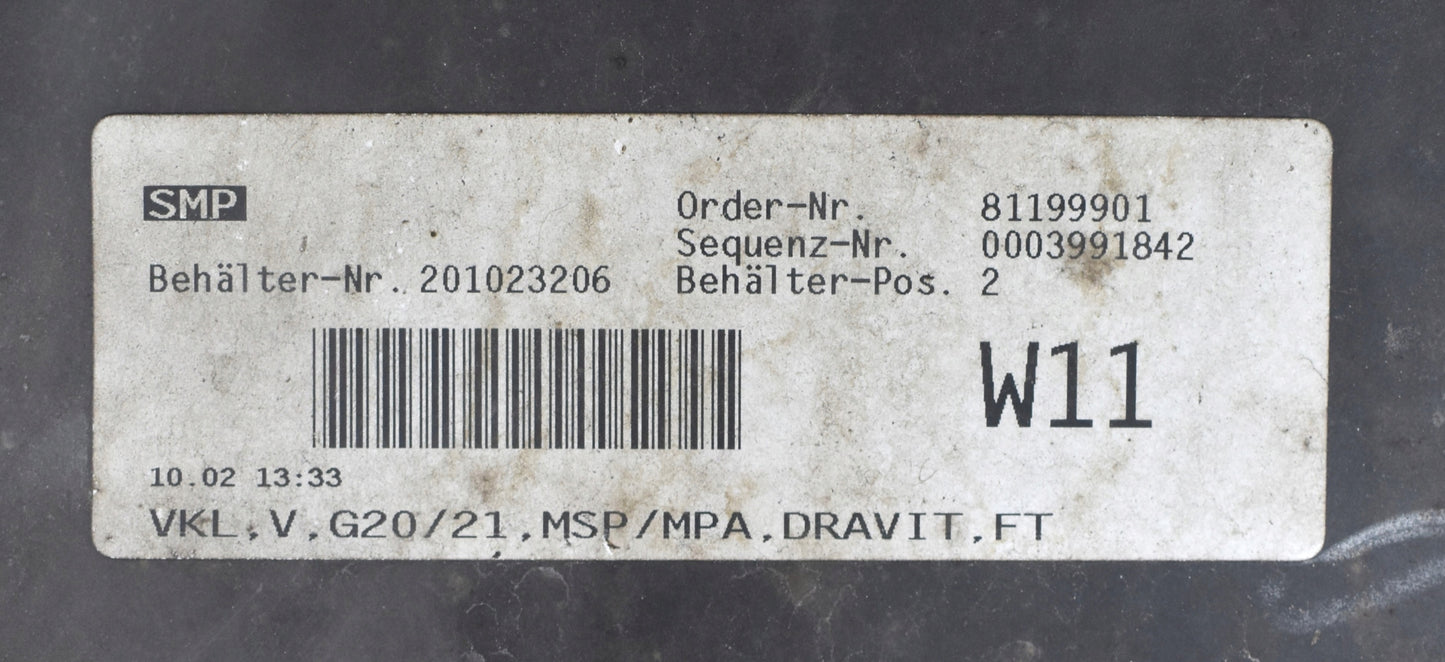 SMP
Order-Nr. 81199901
Sequenz-Nr. 0003991842
Behälter-Nr. 201023206 Behälter-Pos. 2
W11
10.02 13:33
VKL,V,G20/21,MSP/MPA,DRAVIT,FT